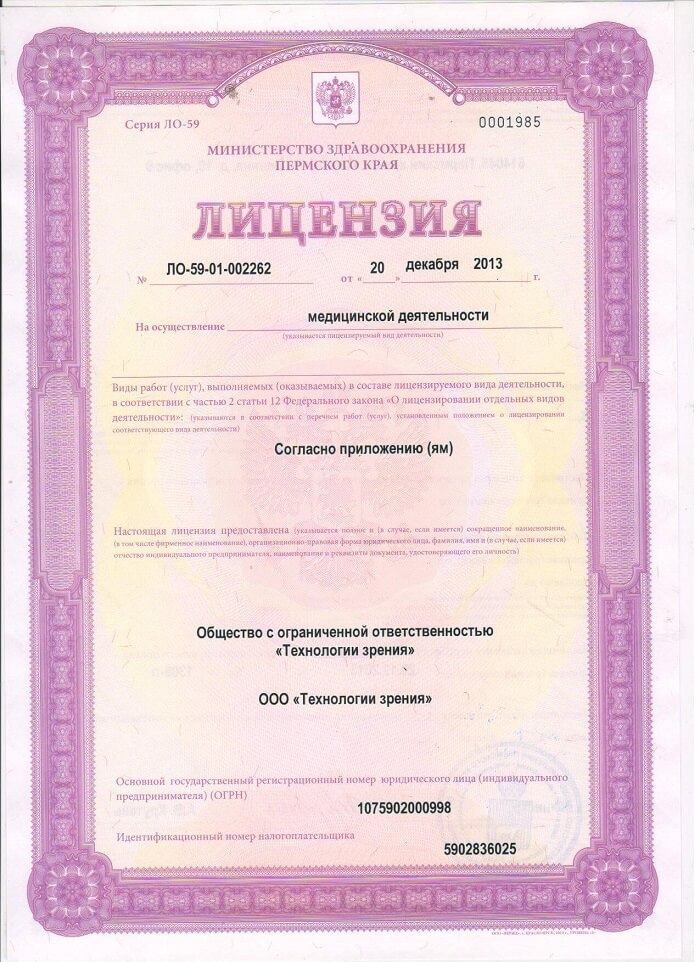 Серия ЛО-59
0001985
МИНИСТЕРСТВО ЗДРАВООХРАНЕНИЯ
ПЕРМСКОГО КРАЯ
ЛИЦЕНЗИЯ
№ ЛО-59-01-002262 от «20» декабря 2013 г.
На осуществление медицинской деятельности
(указывается лицензируемый вид деятельности)
Виды работ (услуг), выполняемых (оказываемых) в составе лицензируемого вида деятельности,
в соответствии с частью 2 статьи 12 Федерального закона «О лицензировании отдельных видов
деятельности»: (указываются в соответствии с перечнем работ (услуг), установленным положением о лицензировании
соответствующего вида деятельности)
Согласно приложению (ям)
Настоящая лицензия предоставлена (указывается полное и (в случае, если имеется) сокращенное наименование,
(в том числе фирменное наименование), организационно-правовая форма юридического лица, фамилия, имя и (в случае, если имеется)
отчество индивидуального предпринимателя, наименование и реквизиты документа, удостоверяющего его личность)
Общество с ограниченной ответственностью
«Технологии зрения»
ООО «Технологии зрения»
Основной государственный регистрационный номер юридического лица (индивидуального
предпринимателя) (ОГРН)
1075902000998
Идентификационный номер налогоплательщика
5902836025